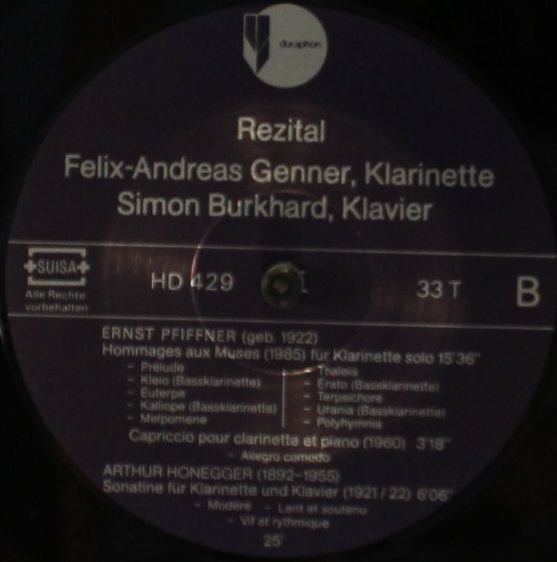 duraphon
Rezital
Felix-Andreas Genner, Klarinette
Simon Burkhard, Klavier
SUISA
Alle Rechte
vorbehalten
HD 429
33 T
B
ERNST PFIFFNER (geb. 1922)
Hommages aux Muses (1985) für Klarinette solo 15'36"
- Prélude
- Kleio (Bassklarinette)
- Euterpe
- Kalliope (Bassklarinette)
- Melpomene
- Thaleia
- Erato (Bassklarinette)
- Terpsichore
- Urania (Bassklarinette)
- Polyhymnia
Capriccio pour clarinette et piano (1960) 3'18"
- Allegro comodo
ARTHUR HONEGGER (1892-1955)
Sonatine für Klarinette und Klavier (1921/22) 6'06"
- Modéré - Lent et soutenu
- Vif et rythmique
25'